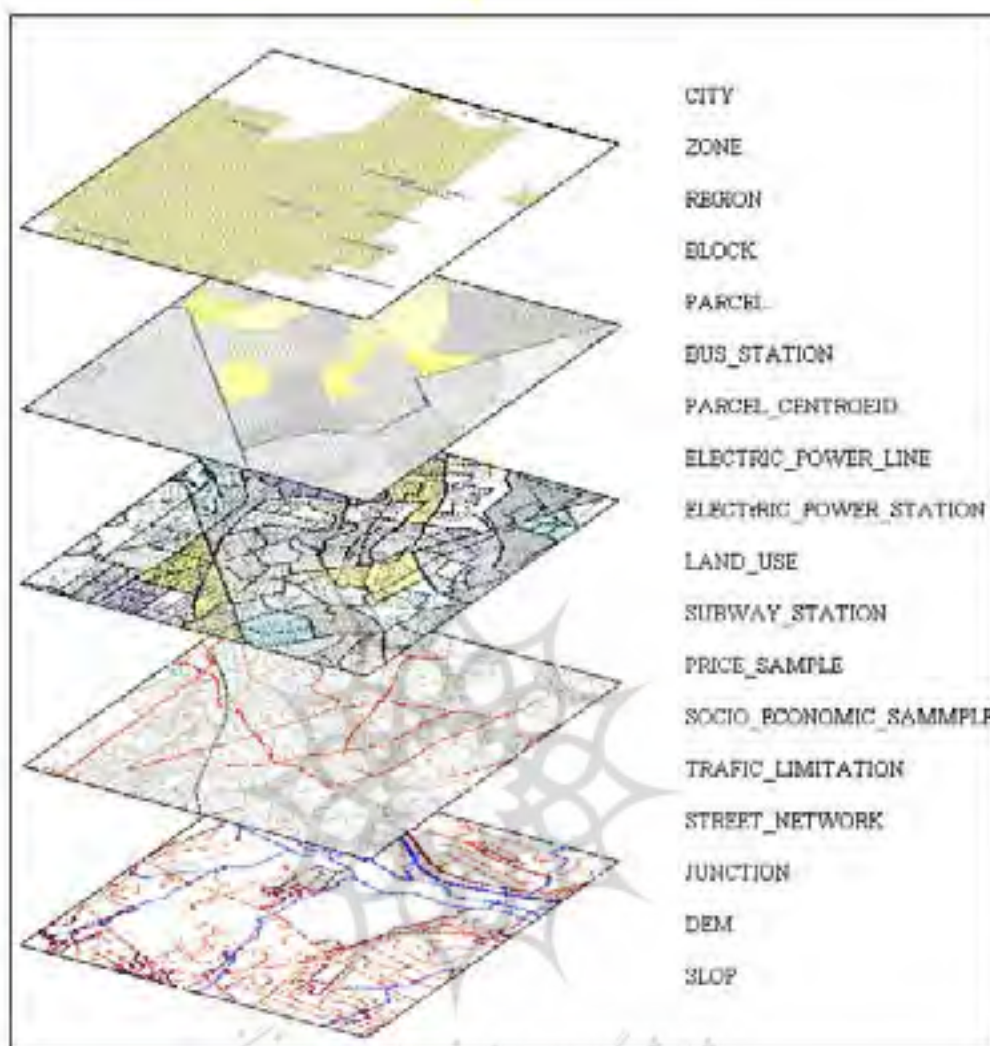 CITY
ZONE
REGION
BLOCK
PARCEL
BUS_STATION
PARCEL_CENTROEID
ELECTRIC_POWER_LINE
ELECTRIC_POWER_STATION
LAND_USE
SUBWAY_STATION
PRICE_SAMPLE
SOCIO_ECONOMIC_SAMMPLE
TRAFIC_LIMITATION
STREET_NETWORK
JUNCTION
DEM
SLOP